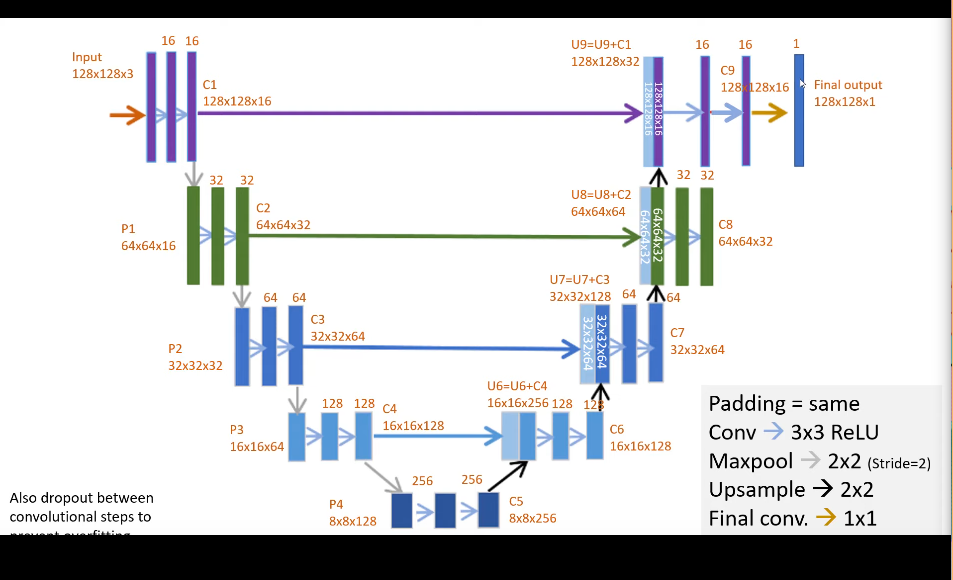 Input
128x128x3
16 16
C1
128x128x16
U9=U9+C1
128x128x32
128x128x16
128x128x16
16
16
C9
128x128x16
1
Final output
128x128x1
P1
64x64x16
32
32
C2
64x64x32
U8=U8+C2
64x64x64
64x64x32
64x64x32
32 32
C8
64x64x32
P2
32x32x32
64 64
C3
32x32x64
U7=U7+C3
32x32x128
32x32x64
32x32x64
64
64
C7
32x32x64
P3
16x16x64
128 128
C4
16x16x128
U6=U6+C4
16x16x256
128
128
C6
16x16x128
P4
8x8x128
256
256
C5
8x8x256
Also dropout between
convolutional steps to
prevent overfitting
Padding = same
Conv → 3x3 ReLU
Maxpool → 2x2 (Stride=2)
Upsample → 2x2
Final conv. → 1x1